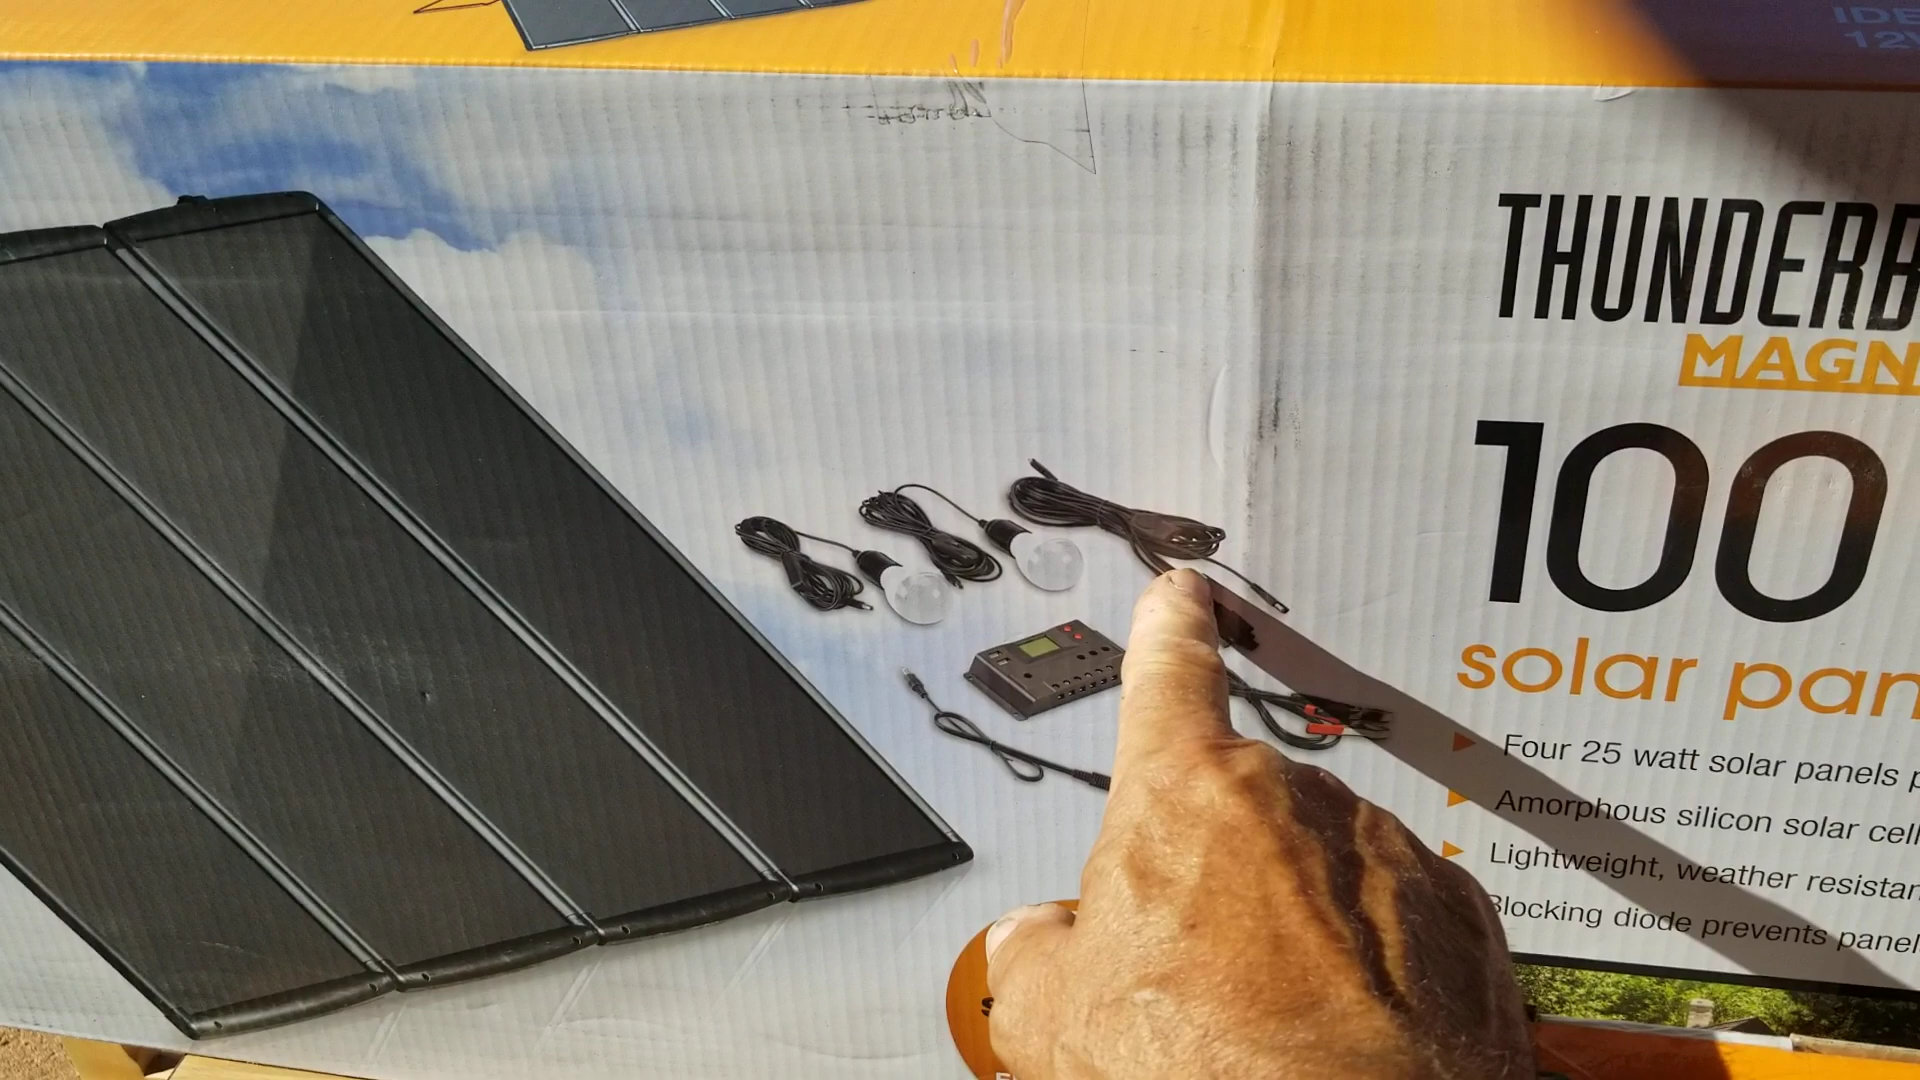 THUNDERB
MAGN
100
solar pan
Four 25 watt solar panels p
Amorphous silicon solar cell
Lightweight, weather resistan
Blocking diode prevents panel